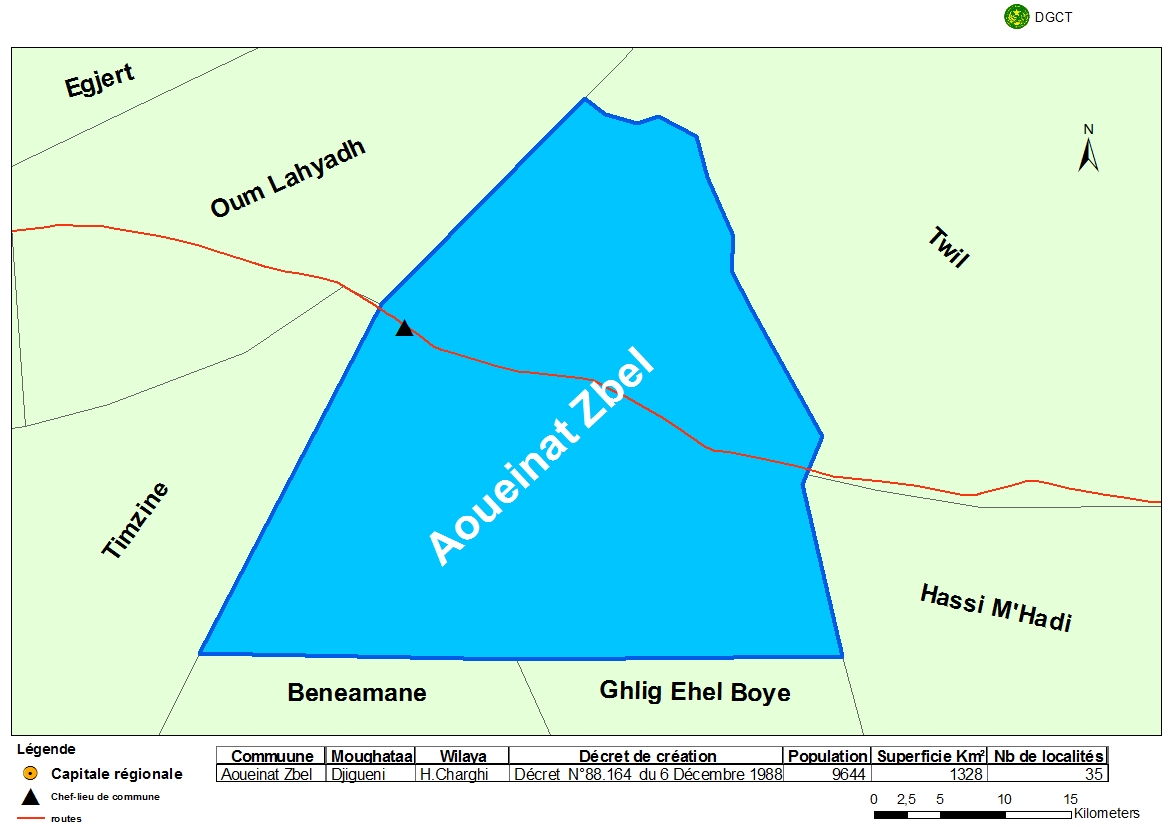 DGCT
Egjert
Oum Lahyadh
N
Twil
Aoueinat Zbel
Timzine
Hassi M'Hadi
Beneamane
Ghlig Ehel Boye
Légende
Capitale régionale
Chef-lieu de commune
routes
Commuune Moughataa Wilaya Décret de création Population Superficie Km² Nb de localités
Aoueinat Zbel Djigueni H.Charghi Décret N°88.164 du 6 Décembre 1988 9644 1328 35
0 2,5 5 10 15
Kilometers